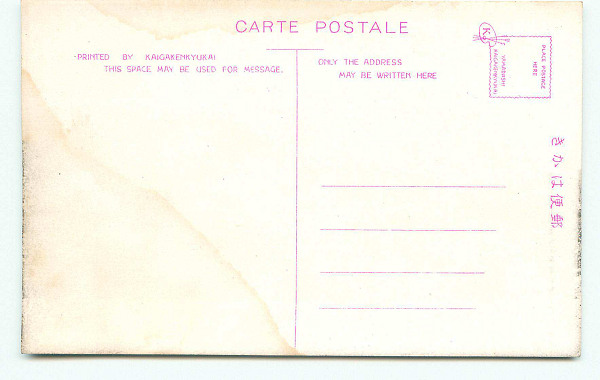 CARTE POSTALE
-PRINTED BY KAIGAKENKYUKAI
THIS SPACE MAY BE USED FOR MESSAGE.
ONLY THE ADDRESS
MAY BE WRITTEN HERE
K
PLACE POSTAGE
HERE
KAIGAKENKYUKAI
きかは便郵